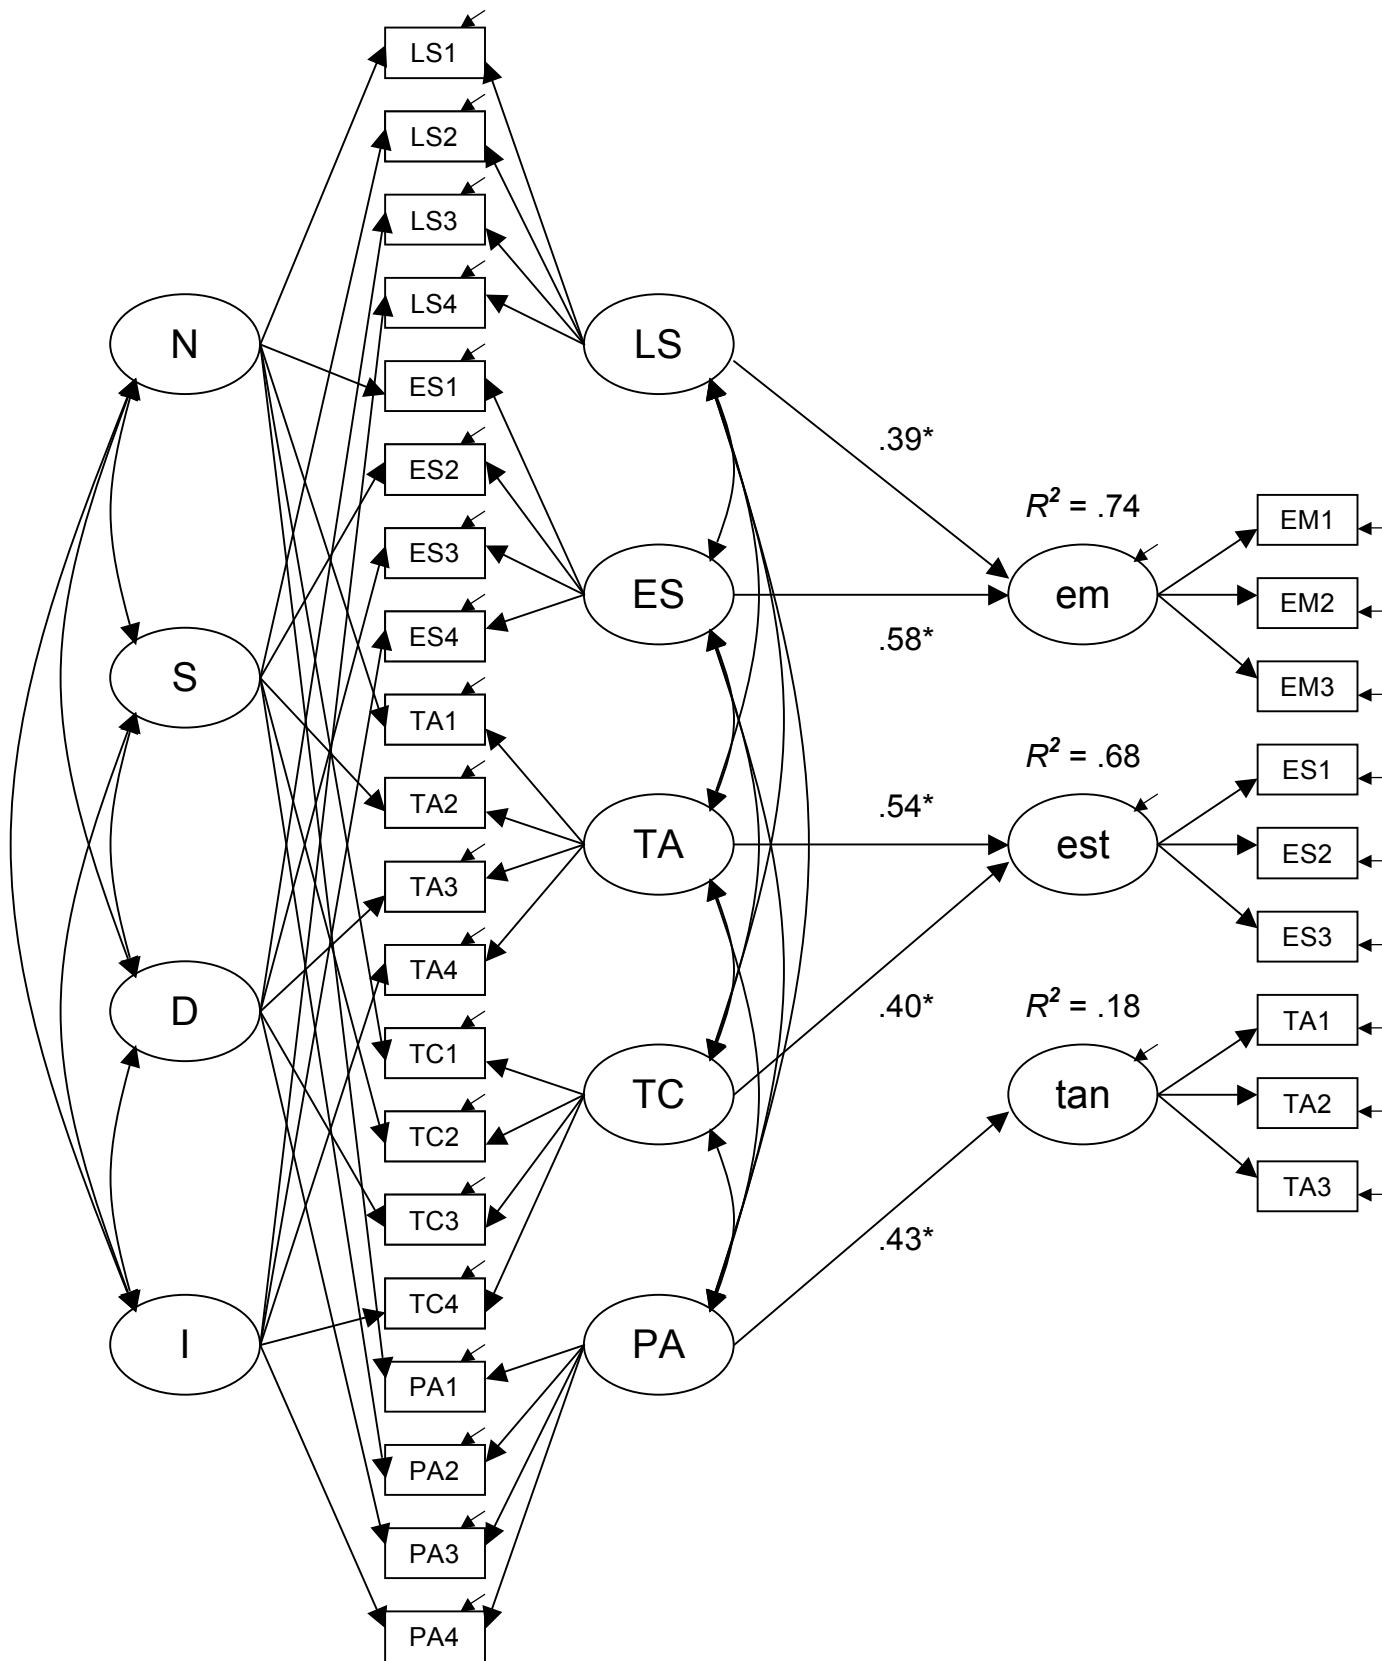 LS1
LS2
LS3
LS4
ES1
ES2
ES3
ES4
TA1
TA2
TA3
TA4
TC1
TC2
TC3
TC4
PA1
PA2
PA3
PA4
N
S
D
I
LS
ES
TA
TC
PA
.39*
.58*
.54*
.40*
.43*
R² = .74
em
R² = .68
est
R² = .18
tan
EM1
EM2
EM3
ES1
ES2
ES3
TA1
TA2
TA3